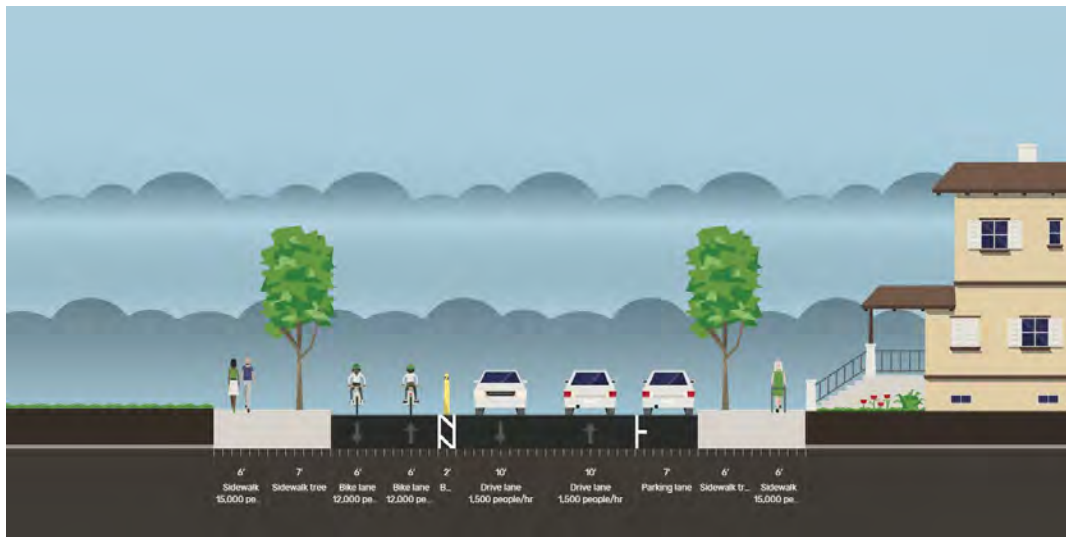 6'
Sidewalk
15,000 pe...
7'
Sidewalk tree
6'
Bike lane
12,000 pe...
6'
Bike lane
12,000 pe...
2'
B...
10'
Drive lane
1,500 people/hr
10'
Drive lane
1,500 people/hr
7'
Parking lane
6'
Sidewalk tr...
6'
Sidewalk
15,000 pe...